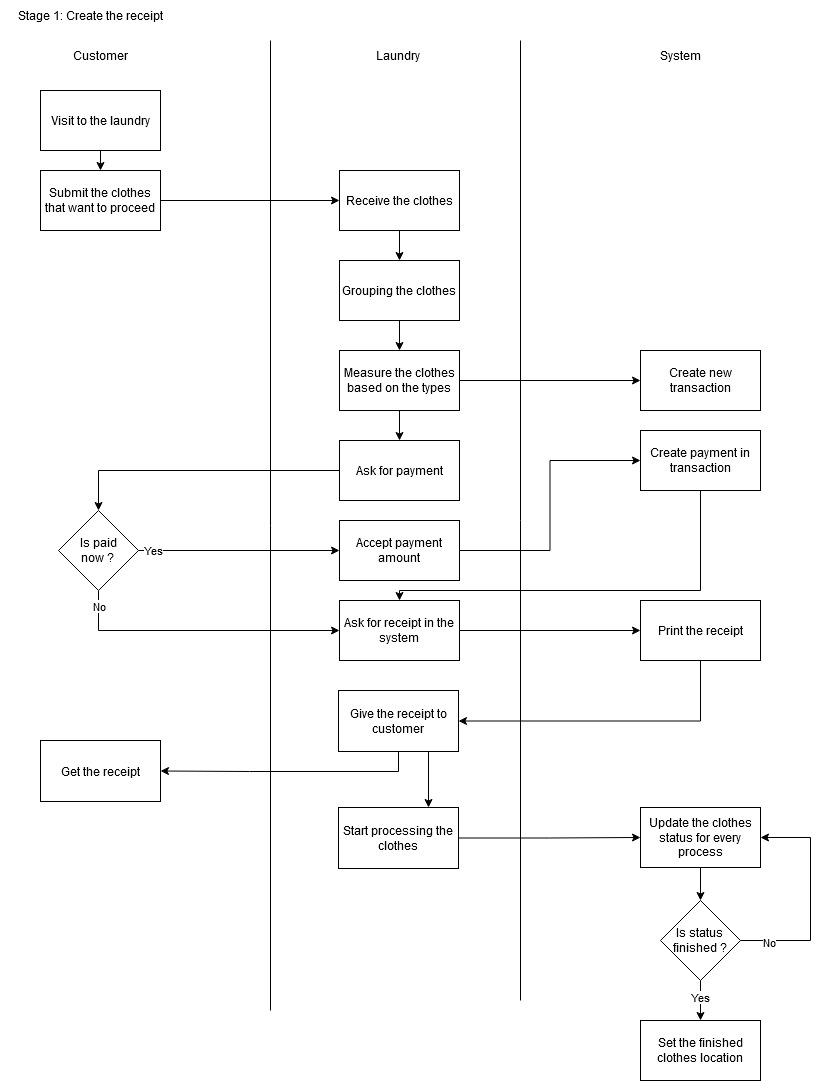 Stage 1: Create the receipt
Customer
Laundry
System
Visit to the laundry
Submit the clothes
that want to proceed
Receive the clothes
Grouping the clothes
Measure the clothes
based on the types
Create new
transaction
Ask for payment
Create payment in
transaction
Is paid
now ?
Yes
Accept payment
amount
No
Ask for receipt in the
system
Print the receipt
Give the receipt to
customer
Get the receipt
Start processing the
clothes
Update the clothes
status for every
process
Is status
finished ?
No
Yes
Set the finished
clothes location